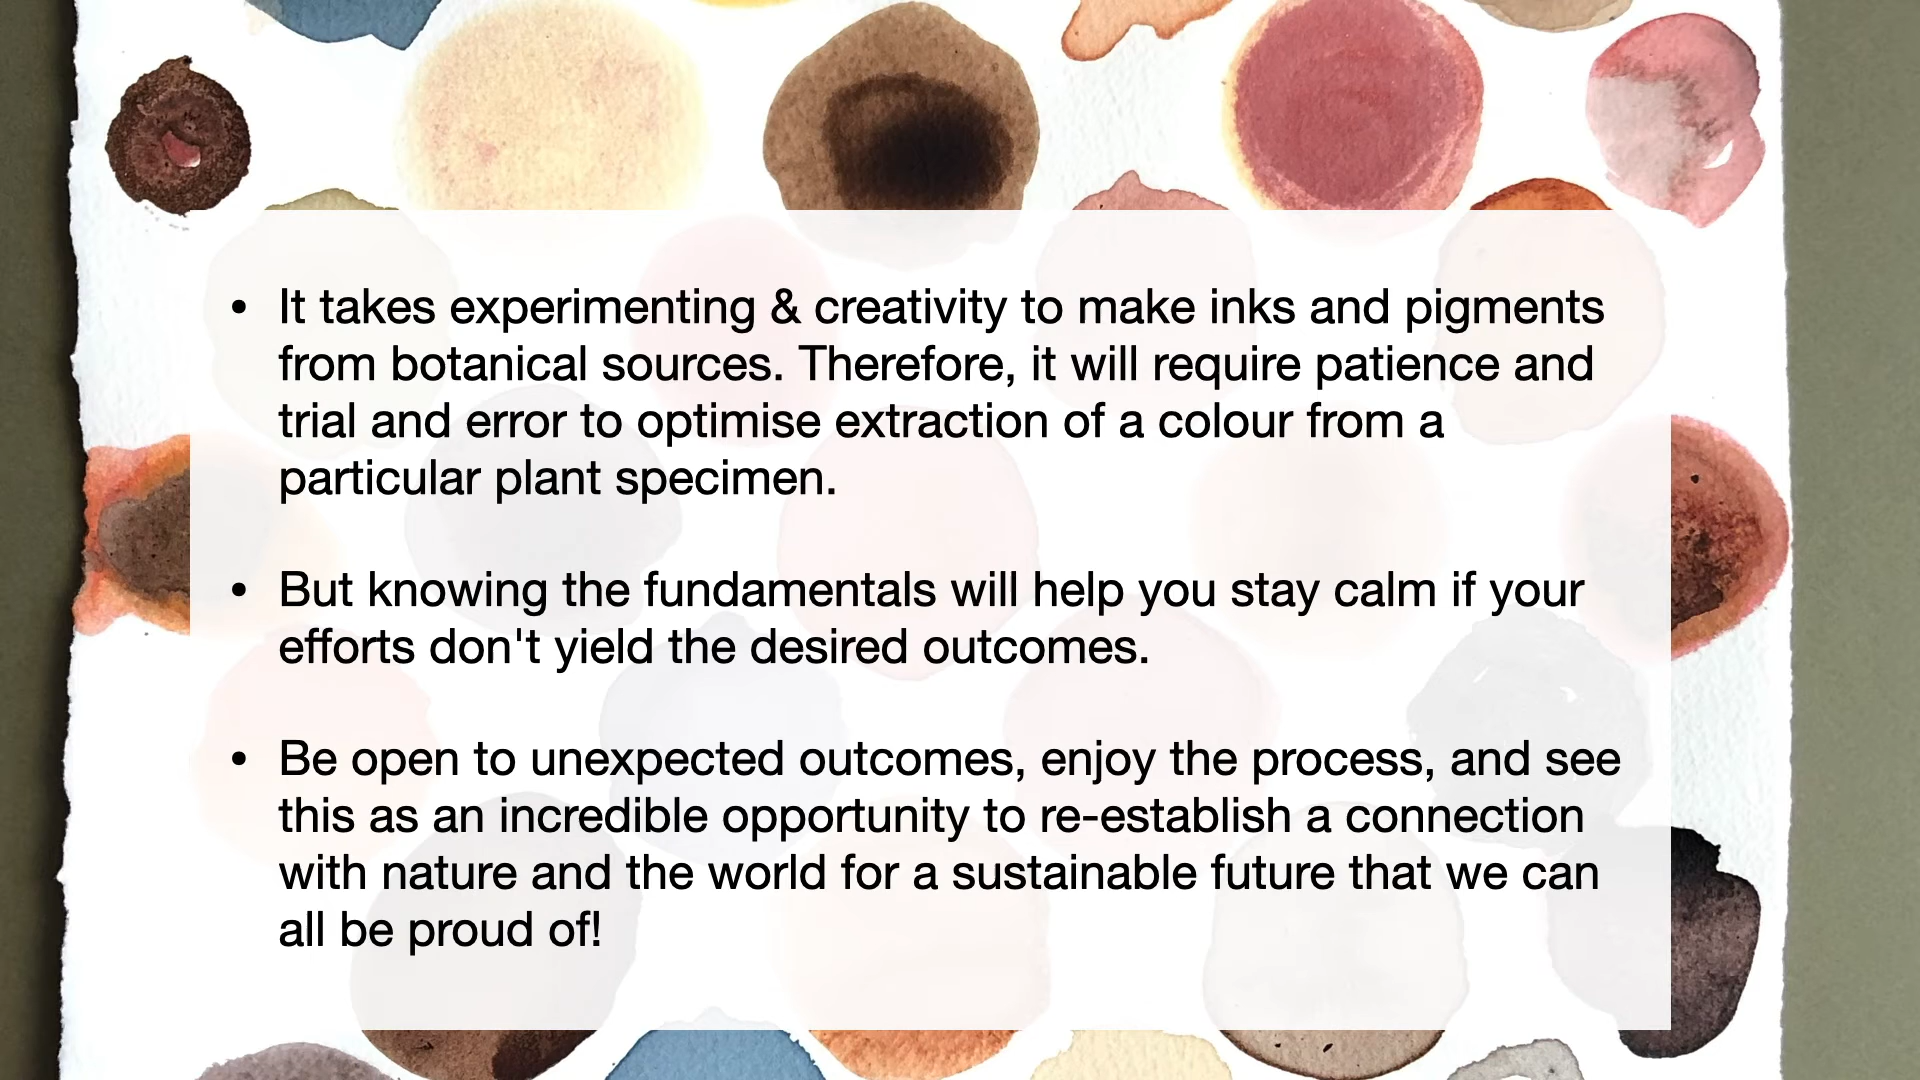 • It takes experimenting & creativity to make inks and pigments
from botanical sources. Therefore, it will require patience and
trial and error to optimise extraction of a colour from a
particular plant specimen.
• But knowing the fundamentals will help you stay calm if your
efforts don't yield the desired outcomes.
• Be open to unexpected outcomes, enjoy the process, and see
this as an incredible opportunity to re-establish a connection
with nature and the world for a sustainable future that we can
all be proud of!